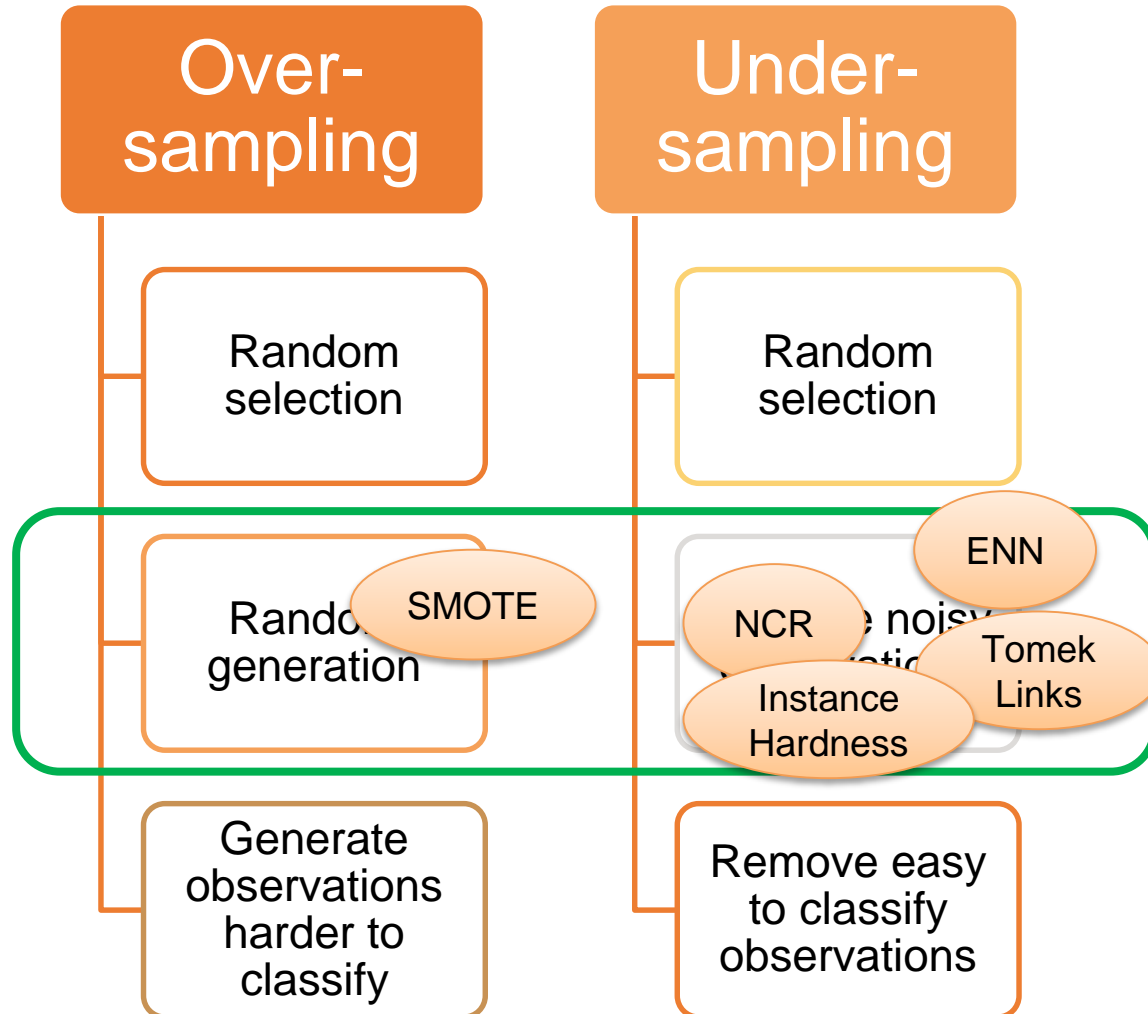 Over-
sampling
Under-
sampling
Random
selection
Random
selection
generation
SMOTE
ENN
NCR
noisy
Tomek
Links
Instance
Hardness
Generate
observations
harder to
classify
Remove easy
to classify
observations